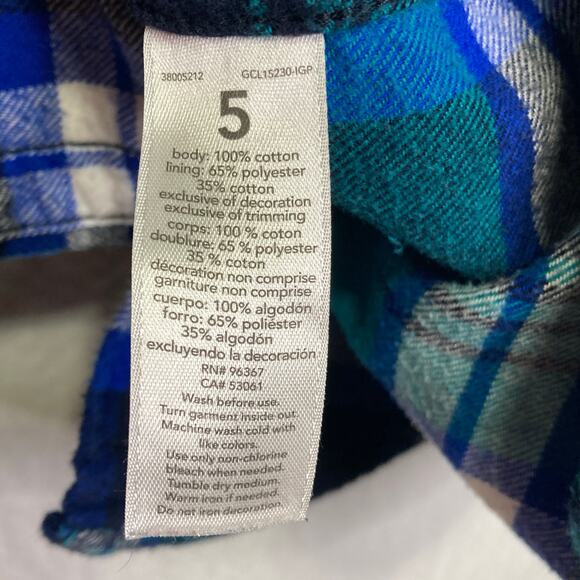 38005212 GCL15230-IGP
5
body: 100% cotton
lining: 65% polyester
35% cotton
exclusive of decoration
exclusive of trimming
corps: 100 % coton
doublure: 65 % polyester
35 % coton
décoration non comprise
garniture non comprise
cuerpo: 100% algodón
forro: 65% poliéster
35% algodón
excluyendo la decoración
RN# 96367
CA# 53061
Wash before use.
Turn garment inside out.
Machine wash cold with
like colors.
Use only non-chlorine
bleach when needed.
Tumble dry medium.
Warm iron if needed.
Do not iron decoration.